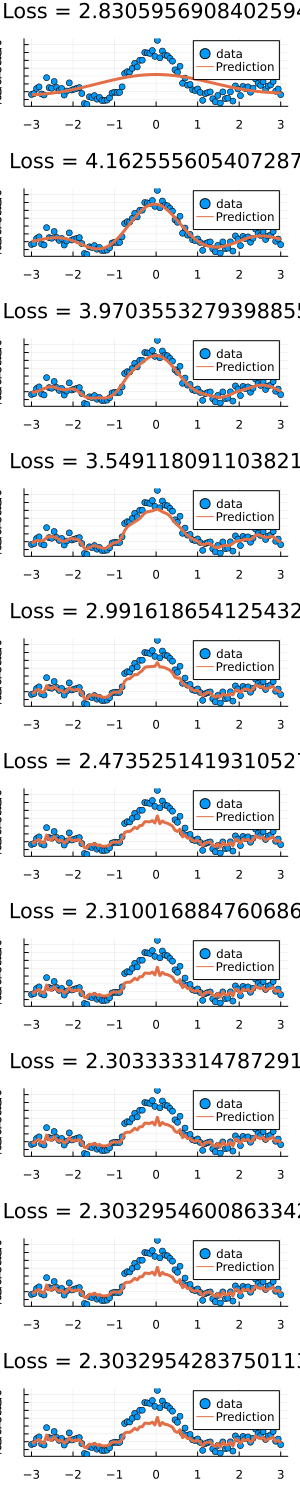 Loss = 2.830595690840259
data
Prediction
−3 −2 −1 0 1 2 3
Loss = 4.162555605407287
data
Prediction
−3 −2 −1 0 1 2 3
Loss = 3.970355327939885
data
Prediction
−3 −2 −1 0 1 2 3
Loss = 3.549118091103821
data
Prediction
−3 −2 −1 0 1 2 3
Loss = 2.991618654125432
data
Prediction
−3 −2 −1 0 1 2 3
Loss = 2.473525141931052
data
Prediction
−3 −2 −1 0 1 2 3
Loss = 2.310016884760686
data
Prediction
−3 −2 −1 0 1 2 3
Loss = 2.303333314787291
data
Prediction
−3 −2 −1 0 1 2 3
Loss = 2.303295460086334
data
Prediction
−3 −2 −1 0 1 2 3
Loss = 2.303295428375011
data
Prediction
−3 −2 −1 0 1 2 3